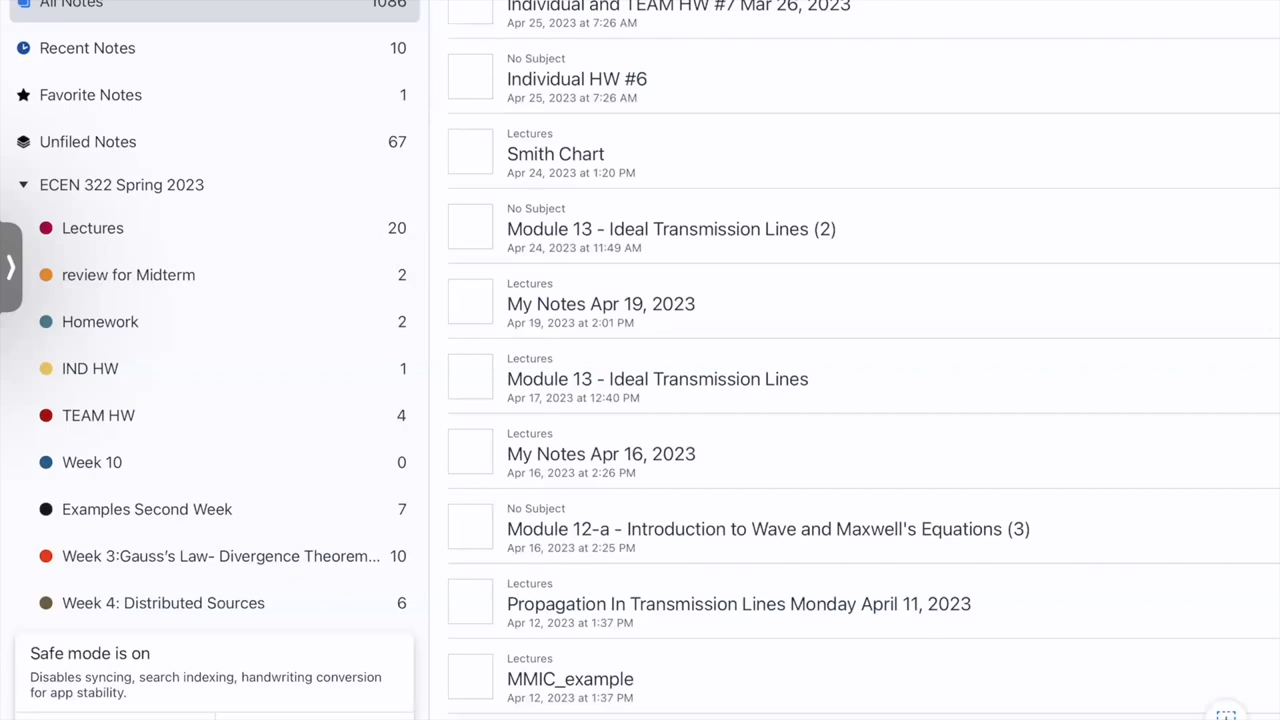 All Notes 1086
Recent Notes 10
Favorite Notes 1
Unfiled Notes 67
ECEN 322 Spring 2023
Lectures 20
review for Midterm 2
Homework 2
IND HW 1
TEAM HW 4
Week 10 0
Examples Second Week 7
Week 3:Gauss’s Law- Divergence Theorem... 10
Week 4: Distributed Sources 6
Safe mode is on
Disables syncing, search indexing, handwriting conversion
for app stability.
Individual and TEAM HW #7 Mar 26, 2023
Apr 25, 2023 at 7:26 AM
No Subject
Individual HW #6
Apr 25, 2023 at 7:26 AM
Lectures
Smith Chart
Apr 24, 2023 at 1:20 PM
No Subject
Module 13 - Ideal Transmission Lines (2)
Apr 24, 2023 at 11:49 AM
Lectures
My Notes Apr 19, 2023
Apr 19, 2023 at 2:01 PM
Lectures
Module 13 - Ideal Transmission Lines
Apr 17, 2023 at 12:40 PM
Lectures
My Notes Apr 16, 2023
Apr 16, 2023 at 2:26 PM
No Subject
Module 12-a - Introduction to Wave and Maxwell's Equations (3)
Apr 16, 2023 at 2:25 PM
Lectures
Propagation In Transmission Lines Monday April 11, 2023
Apr 12, 2023 at 1:37 PM
Lectures
MMIC_example
Apr 12, 2023 at 1:37 PM